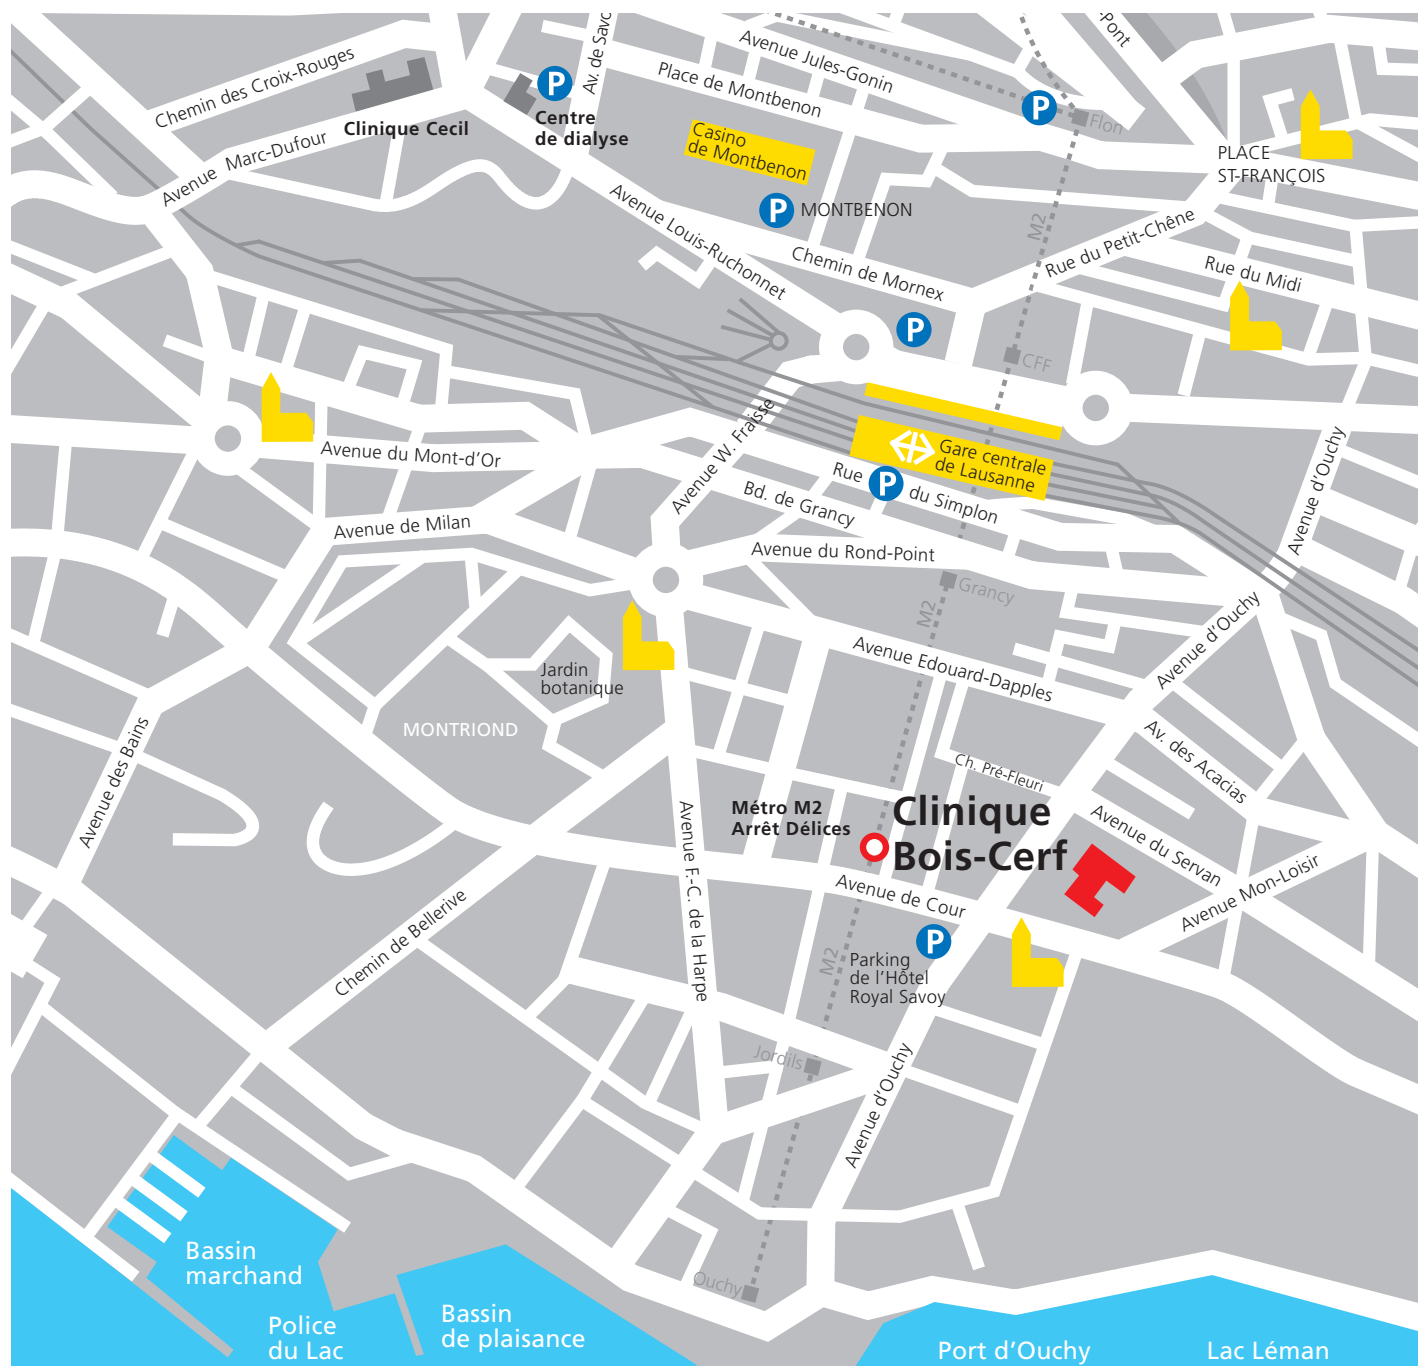 Avenue Jules-Gonin
-Pont
Av. de Savo
Chemin des Croix-Rouges
Place de Montbenon
P
P
Centre
de dialyse
Clinique Cecil
Flon
Casino
de Montbenon
PLACE
ST-FRANÇOIS
Avenue Marc-Dufour
P MONTBENON
Avenue Louis-Ruchonnet
M2
Rue du Petit-Chêne
Chemin de Mornex
Rue du Midi
P
CFF
Avenue W. Fraisse
Avenue du Mont-d’Or
Gare centrale
de Lausanne
Rue P du Simplon
Avenue d’Ouchy
Bd. de Grancy
Avenue de Milan
Avenue du Rond-Point
Grancy
M2
Avenue d’Ouchy
Avenue Edouard-Dapples
Jardin
botanique
MONTRIOND
Avenue des Bains
Av. des Acacias
Ch. Pré-Fleuri
Métro M2
Arrêt Délices
Clinique
Bois-Cerf
Avenue du Servan
Avenue F.-C. de la Harpe
Avenue de Cour
Avenue Mon-Loisir
Chemin de Bellerive
P
M2
Parking
de l’Hôtel
Royal Savoy
Jordils
Avenue d’Ouchy
Bassin
marchand
Ouchy
Police
du Lac
Bassin
de plaisance
Port d’Ouchy
Lac Léman